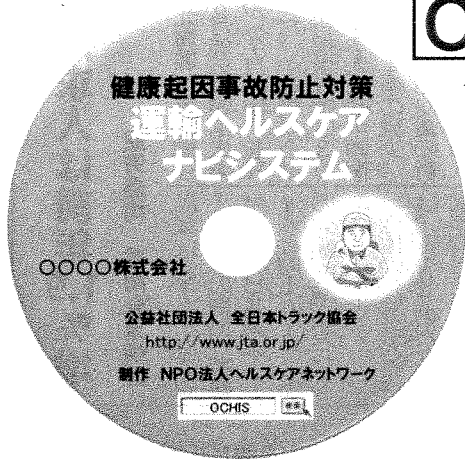 健康起因事故防止対策
運輸ヘルスケア
ナビシステム
○○○○株式会社
公益社団法人 全日本トラック協会
http://www.jta.or.jp/
制作 NPO法人ヘルスケアネットワーク
OCHIS 検索